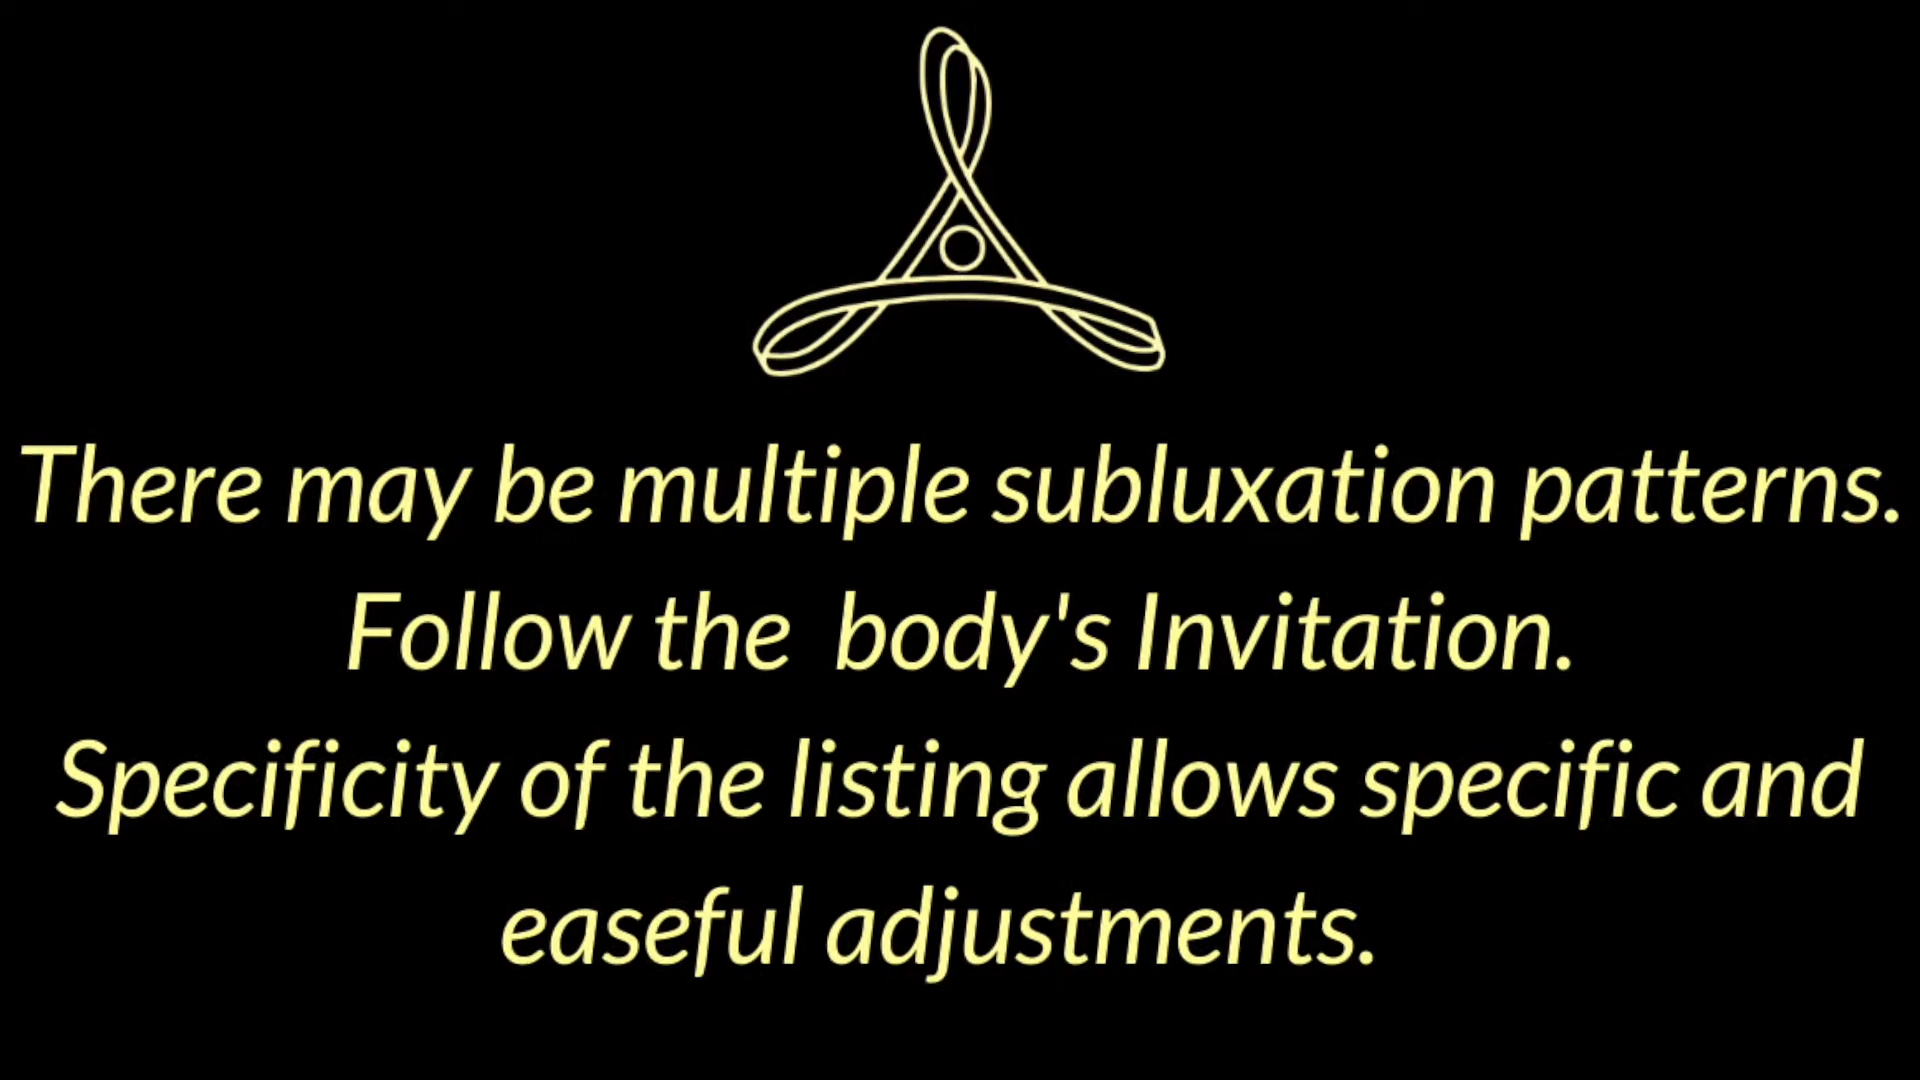 There may be multiple subluxation patterns.
Follow the  body's Invitation.
Specificity of the listing allows specific and
easeful adjustments.